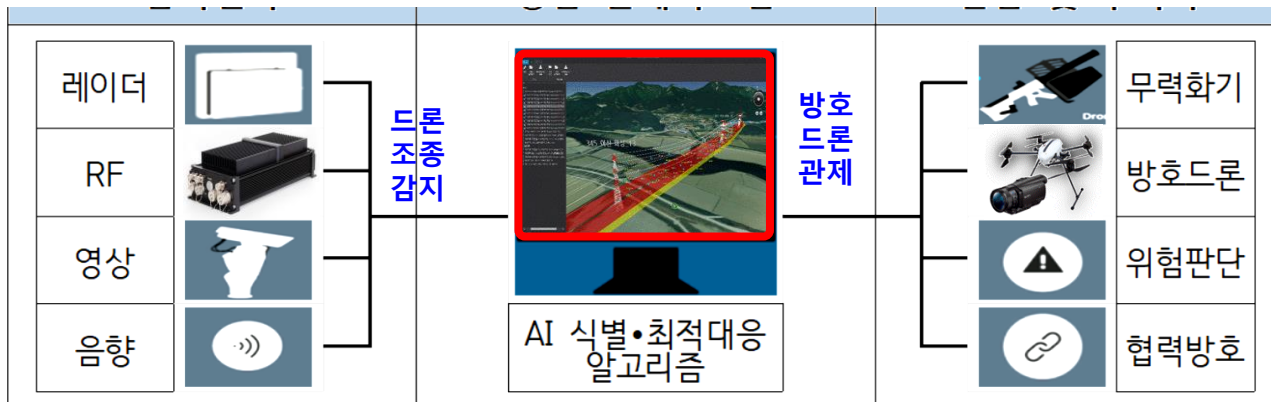 레이더
RF
영상
음향
드론
조종
감지
방호
드론
관제
AI 식별•최적대응
알고리즘
무력화기
방호드론
위험판단
협력방호